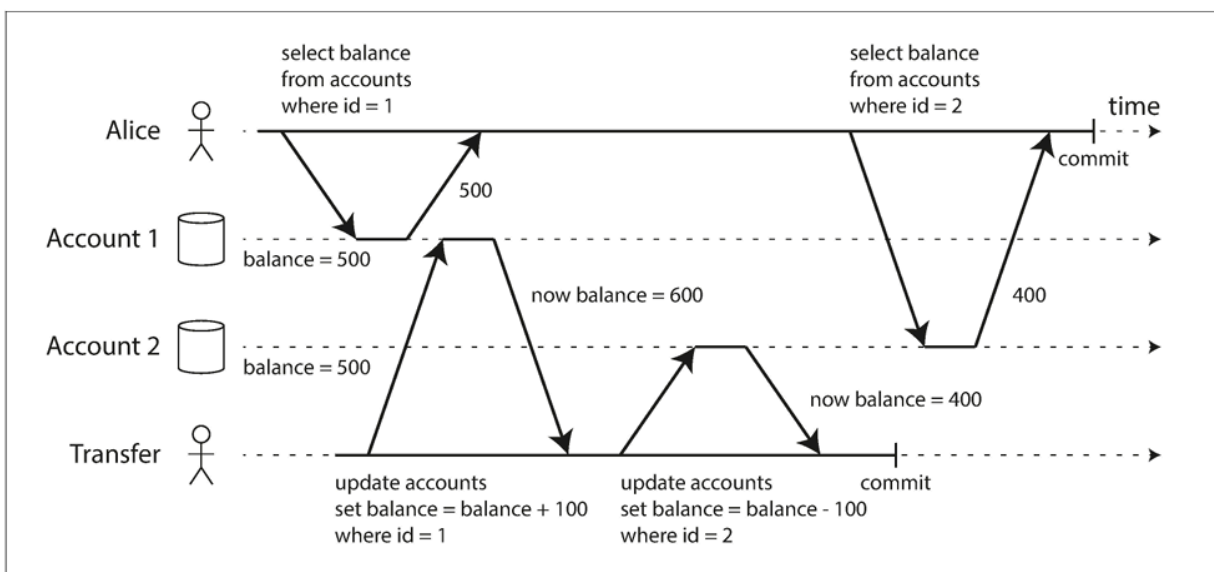 select balance
from accounts
where id = 1
select balance
from accounts
where id = 2
time
Alice
commit
500
Account 1
balance = 500
now balance = 600
400
Account 2
balance = 500
now balance = 400
Transfer
update accounts
set balance = balance + 100
where id = 1
update accounts
set balance = balance - 100
where id = 2
commit